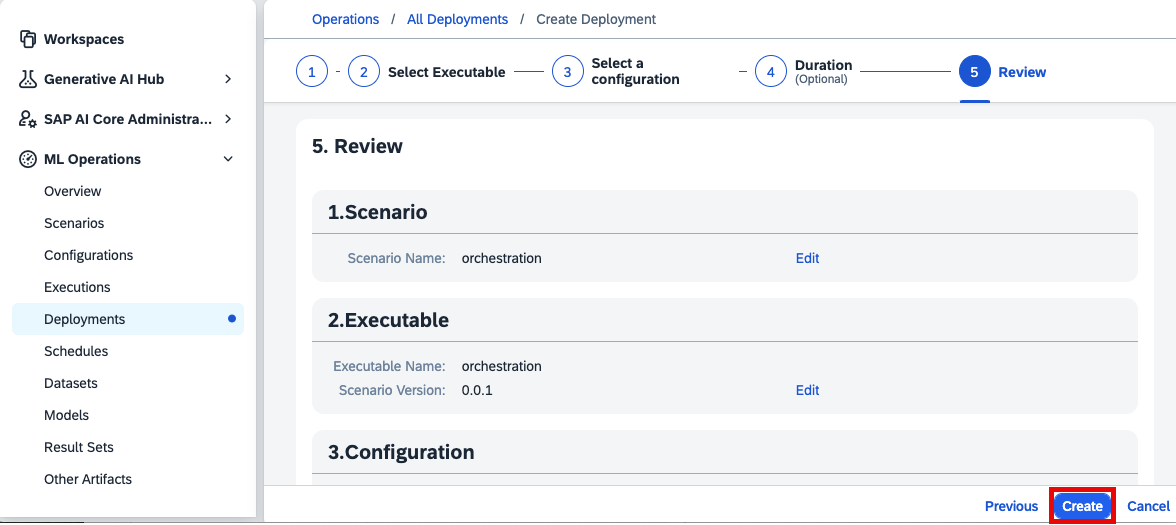 Workspaces
Generative AI Hub
SAP AI Core Administra...
ML Operations
Overview
Scenarios
Configurations
Executions
Deployments
Schedules
Datasets
Models
Result Sets
Other Artifacts
Operations / All Deployments / Create Deployment
1 - 2 Select Executable 3 Select a configuration - 4 Duration (Optional) 5 Review
5. Review
1.Scenario
Scenario Name: orchestration Edit
2.Executable
Executable Name: orchestration
Scenario Version: 0.0.1 Edit
3.Configuration
Previous Create Cancel